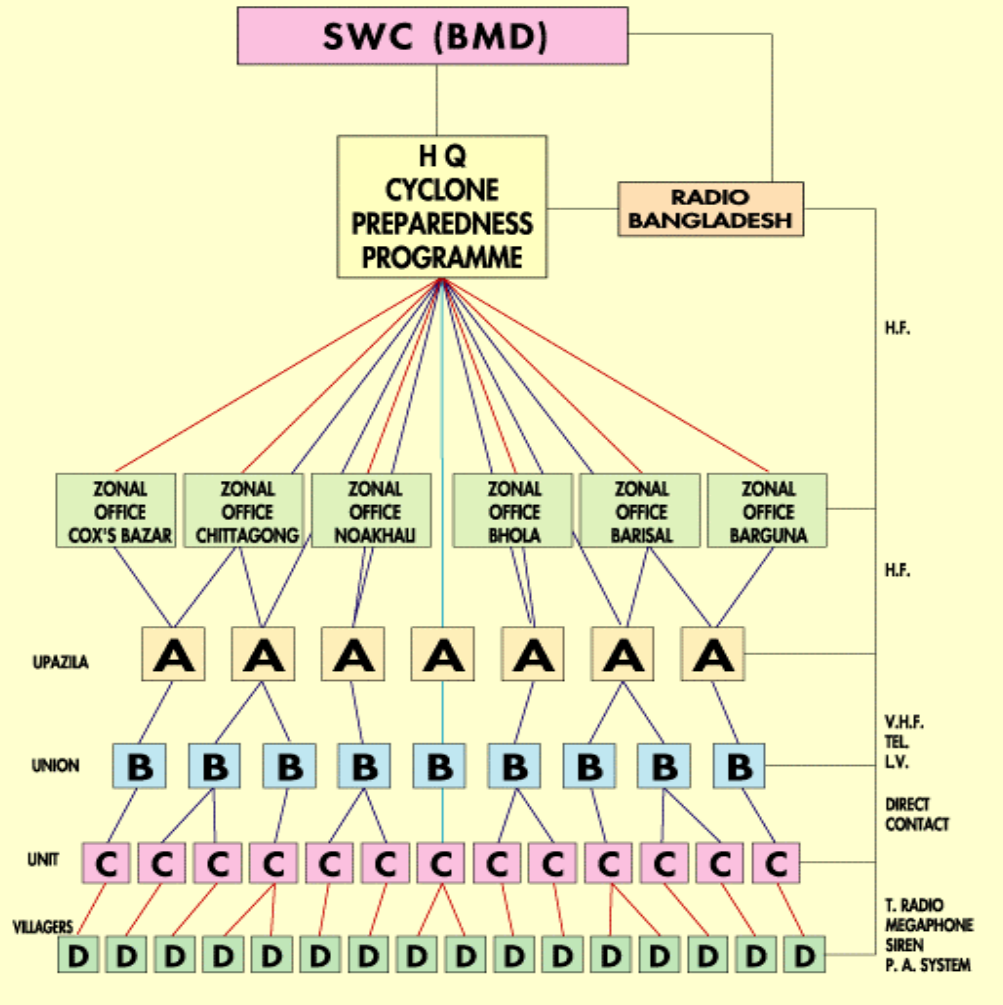 SWC (BMD)
H Q
CYCLONE
PREPAREDNESS
PROGRAMME
RADIO
BANGLADESH
H.F.
ZONAL
OFFICE
COX'S BAZAR
ZONAL
OFFICE
CHITTAGONG
ZONAL
OFFICE
NOAKHALI
ZONAL
OFFICE
BHOLA
ZONAL
OFFICE
BARISAL
ZONAL
OFFICE
BARGUNA
H.F.
UPAZILA
A A A A A A A
V.H.F.
TEL.
L.V.
UNION
B B B B B B B B B
DIRECT
CONTACT
UNIT
C C C C C C C C C C C C C
VILLAGERS
D D D D D D D D D D D D D D D D
T. RADIO
MEGAPHONE
SIREN
P. A. SYSTEM